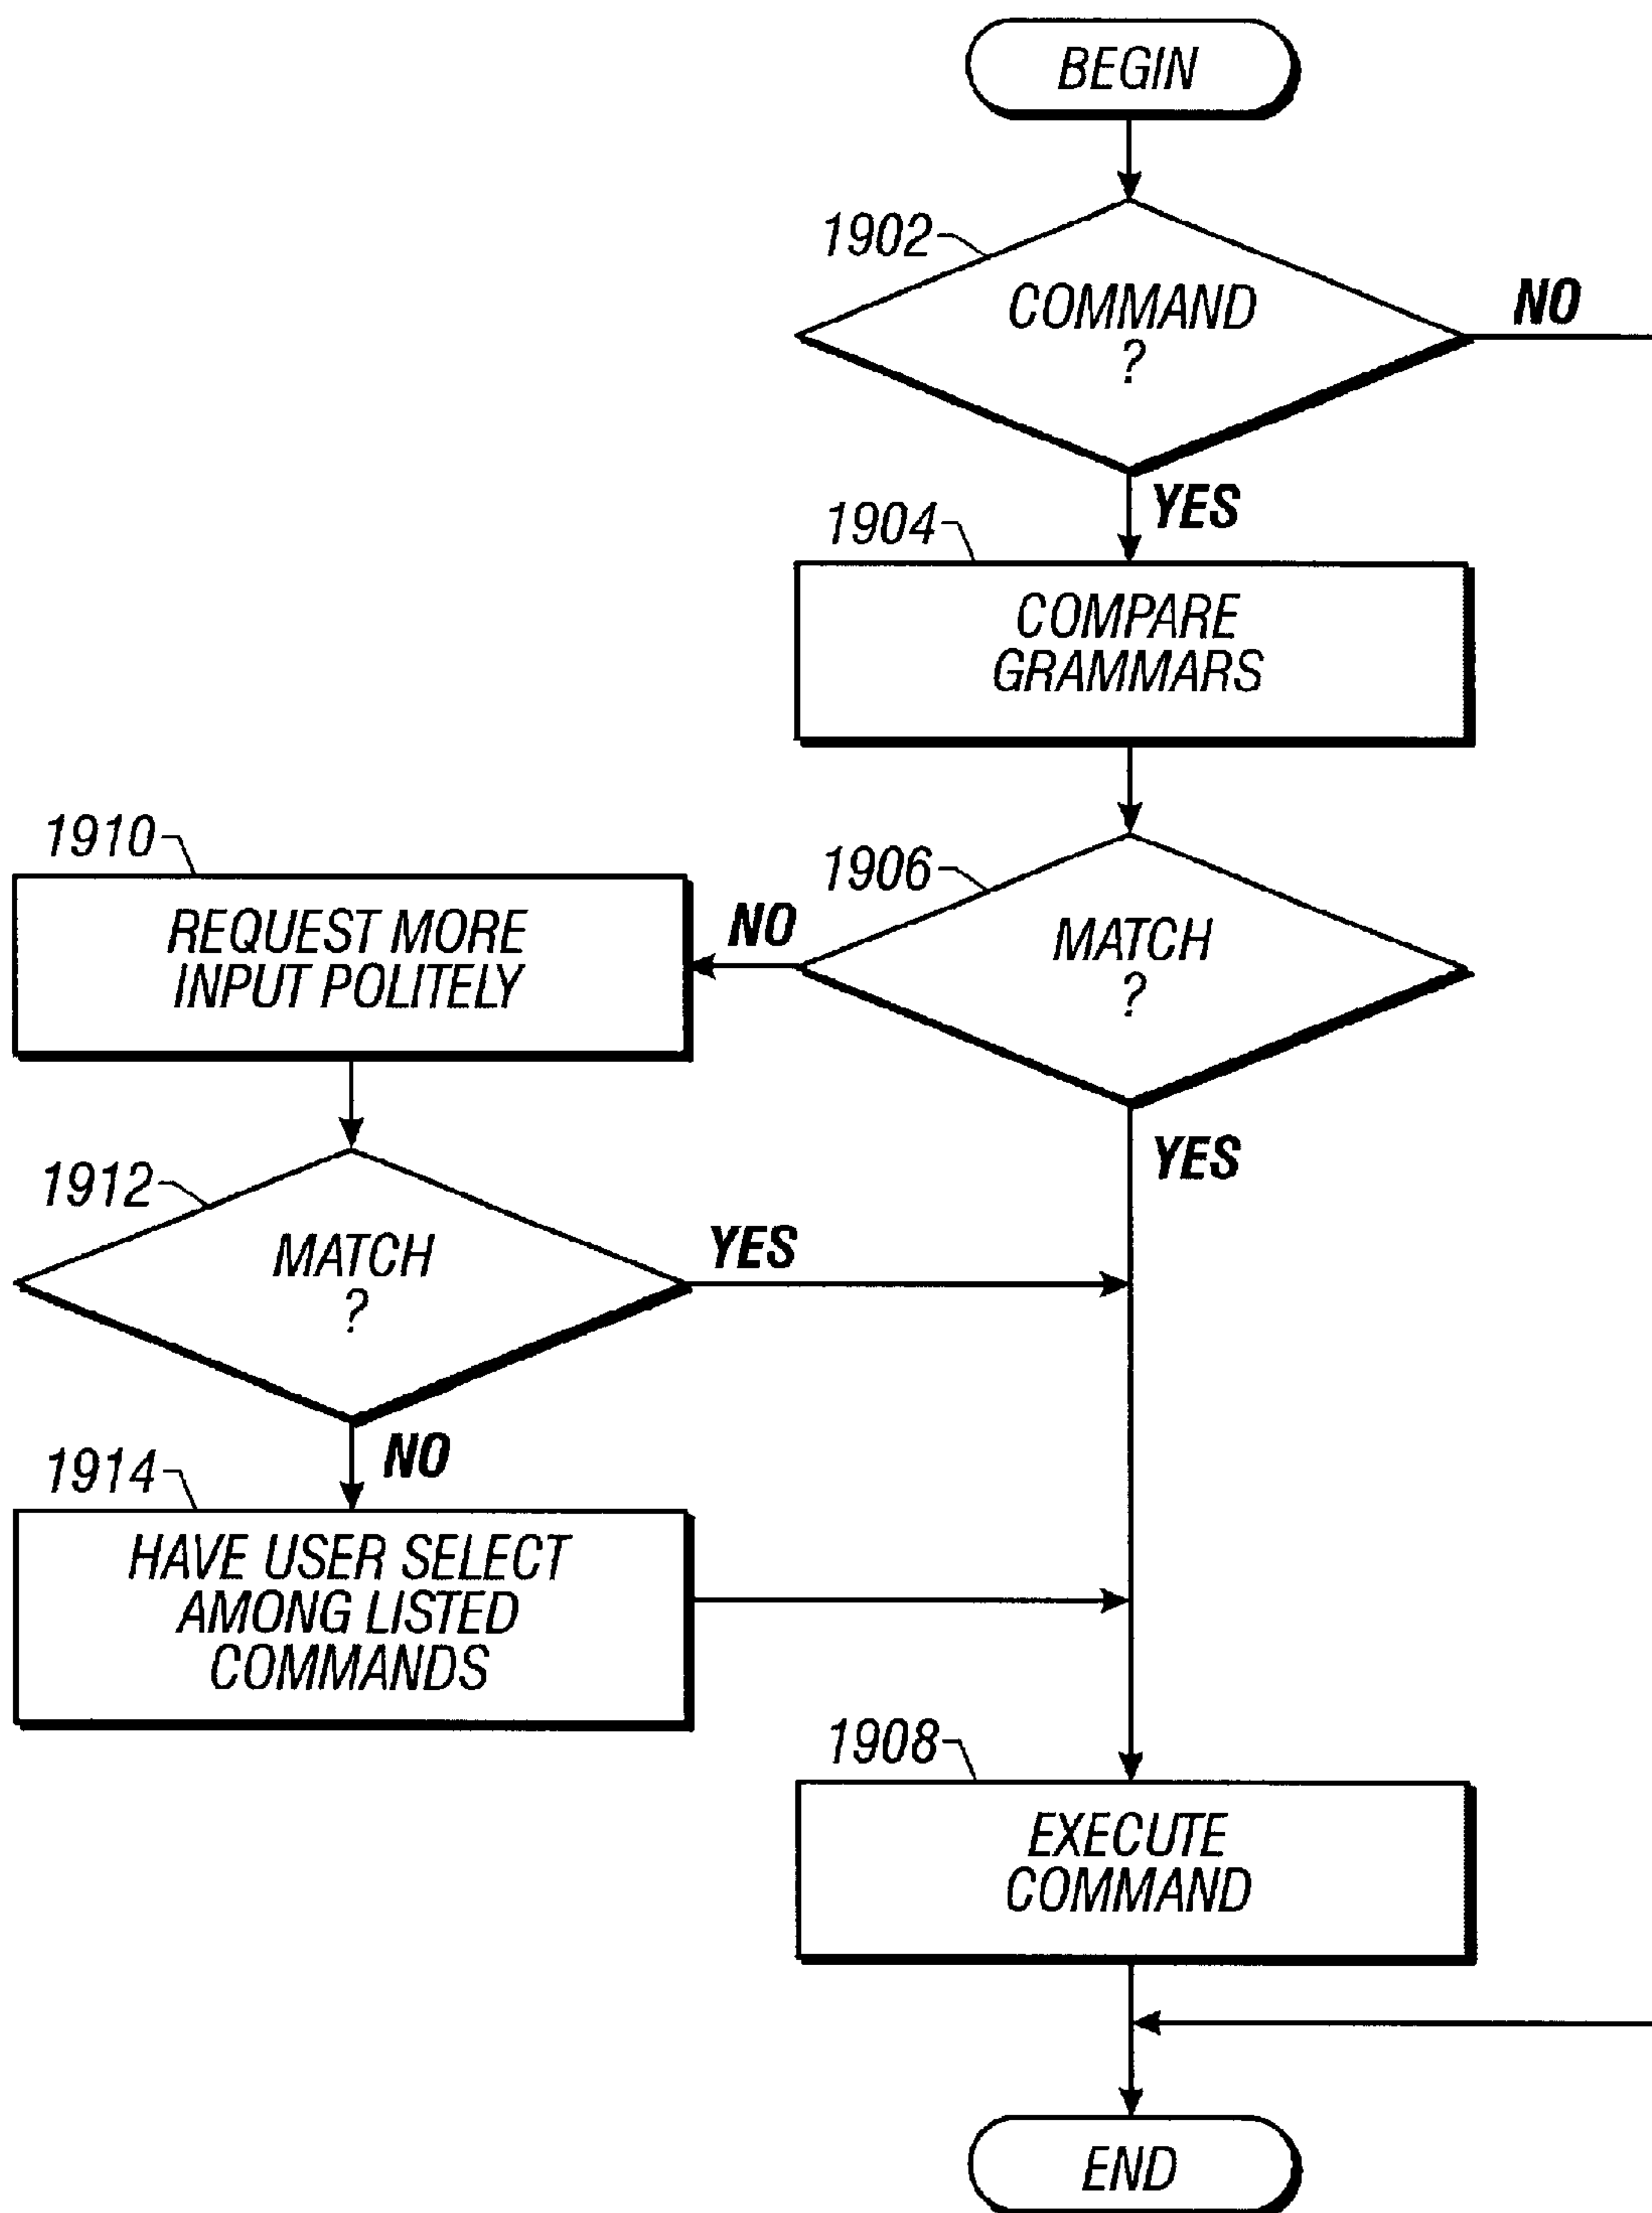 BEGIN
1902
COMMAND
?
NO
YES
1904
COMPARE
GRAMMARS
1910
REQUEST MORE
INPUT POLITELY
1906
NO
MATCH
?
YES
1912
MATCH
?
YES
NO
1914
HAVE USER SELECT
AMONG LISTED
COMMANDS
1908
EXECUTE
COMMAND
END